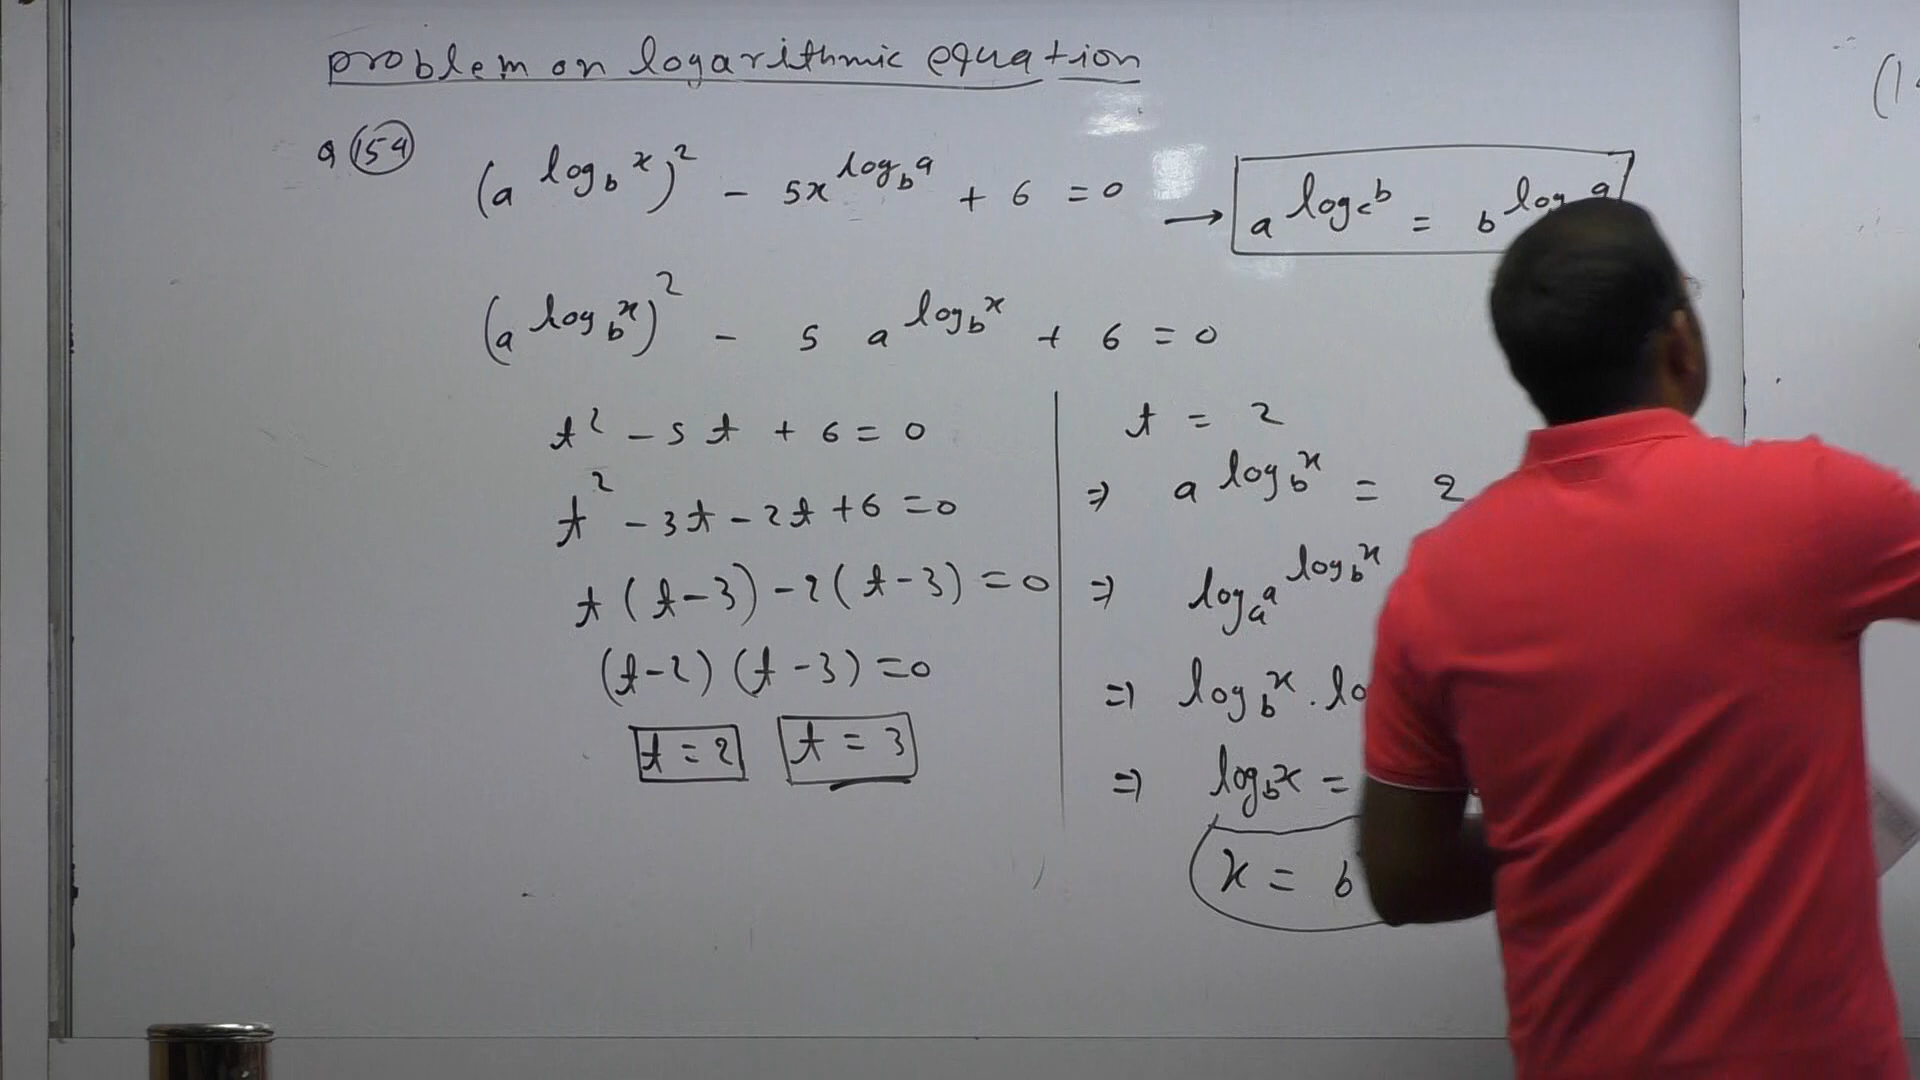 problem on logarithmic equation
Q 154 (a^{log_b x})^2 - 5x^{log_b a} + 6 = 0 → a^{log_c b} = b^{log a}
(a^{log_b x})^2 - 5 a^{log_b x} + 6 = 0
t^2 - 5t + 6 = 0
t^2 - 3t - 2t + 6 = 0
t(t-3) - 2(t-3) = 0
(t-2) (t-3) = 0
t = 2 t = 3
t = 2
⇒ a^{log_b x} = 2
⇒ log_a a^{log_b x}
⇒ log_b x . lo
⇒ log_b x =
x = b
(1